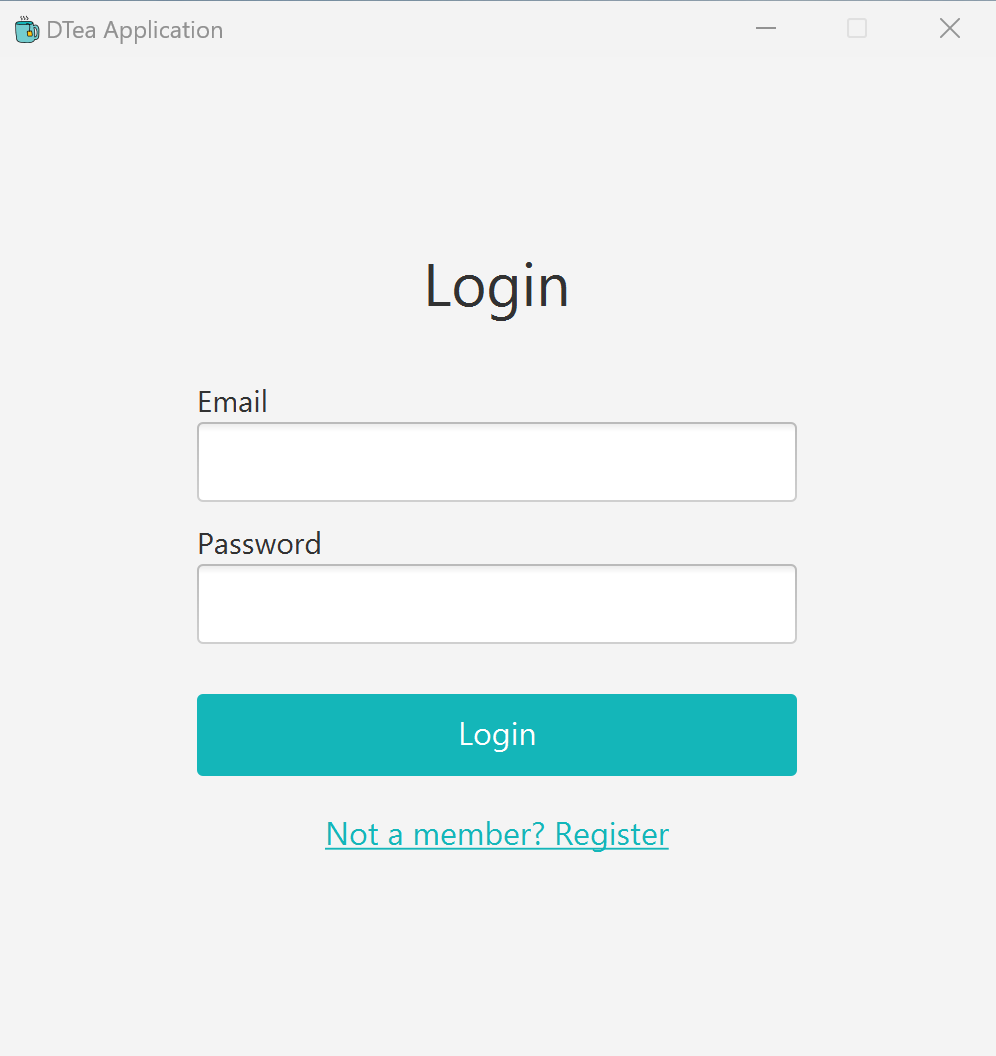 DTea Application
Login
Email
Password
Login
Not a member? Register